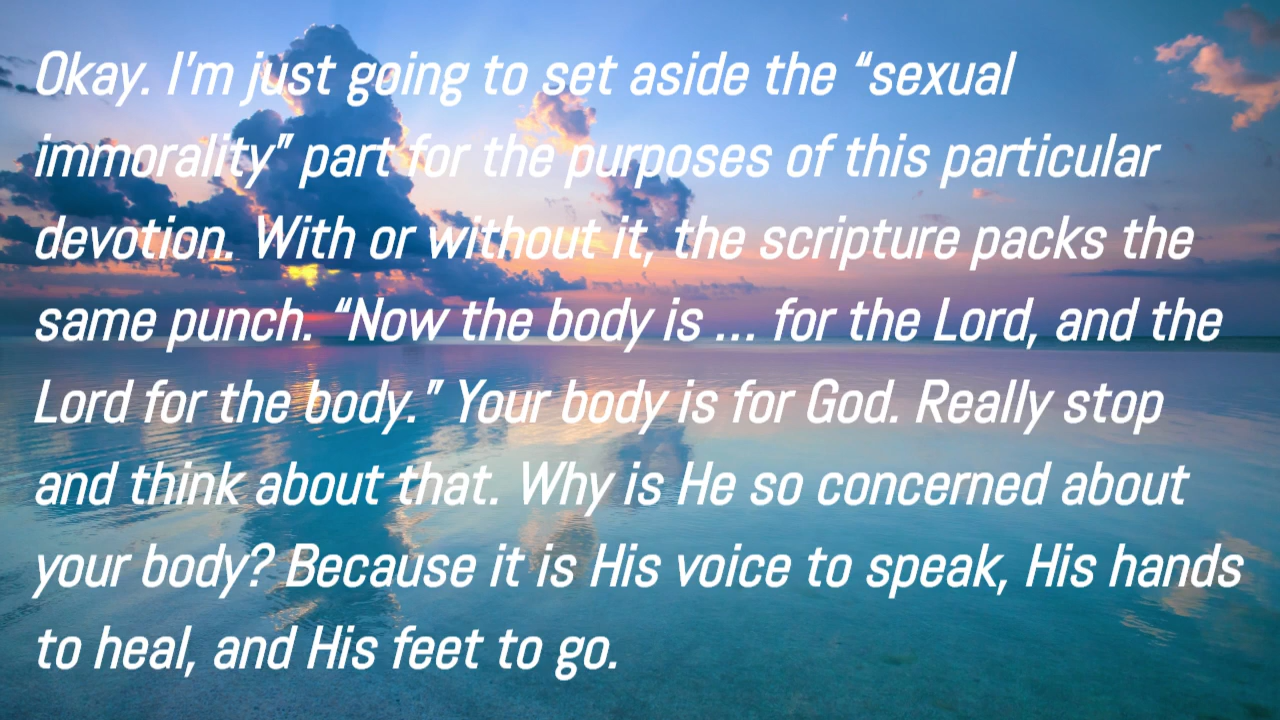 Okay. I'm just going to set aside the “sexual
immorality” part for the purposes of this particular
devotion. With or without it, the scripture packs the
same punch. “Now the body is ... for the Lord, and the
Lord for the body.” Your body is for God. Really stop
and think about that. Why is He so concerned about
your body? Because it is His voice to speak, His hands
to heal, and His feet to go.